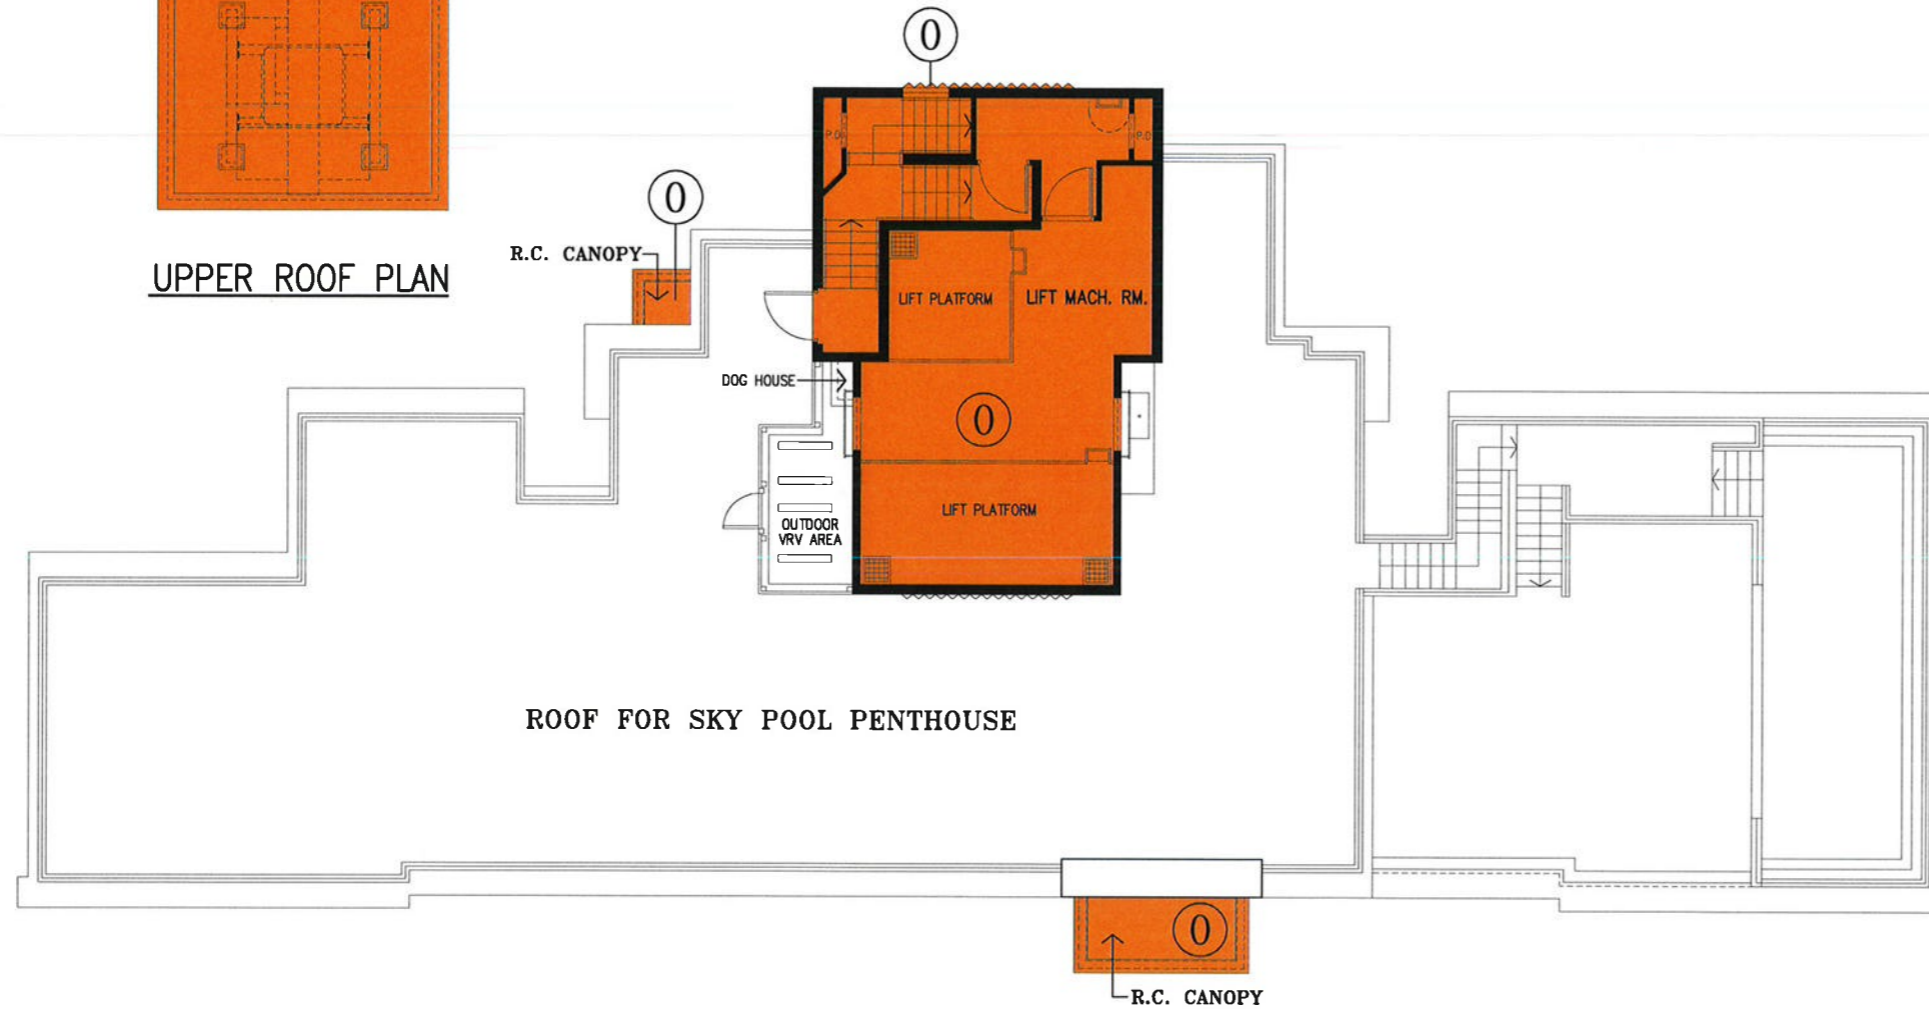 0
P.D
P.D
0
R.C. CANOPY
UPPER ROOF PLAN
LIFT PLATFORM
LIFT MACH. RM.
DOG HOUSE
0
LIFT PLATFORM
OUTDOOR
VRV AREA
ROOF FOR SKY POOL PENTHOUSE
0
R.C. CANOPY